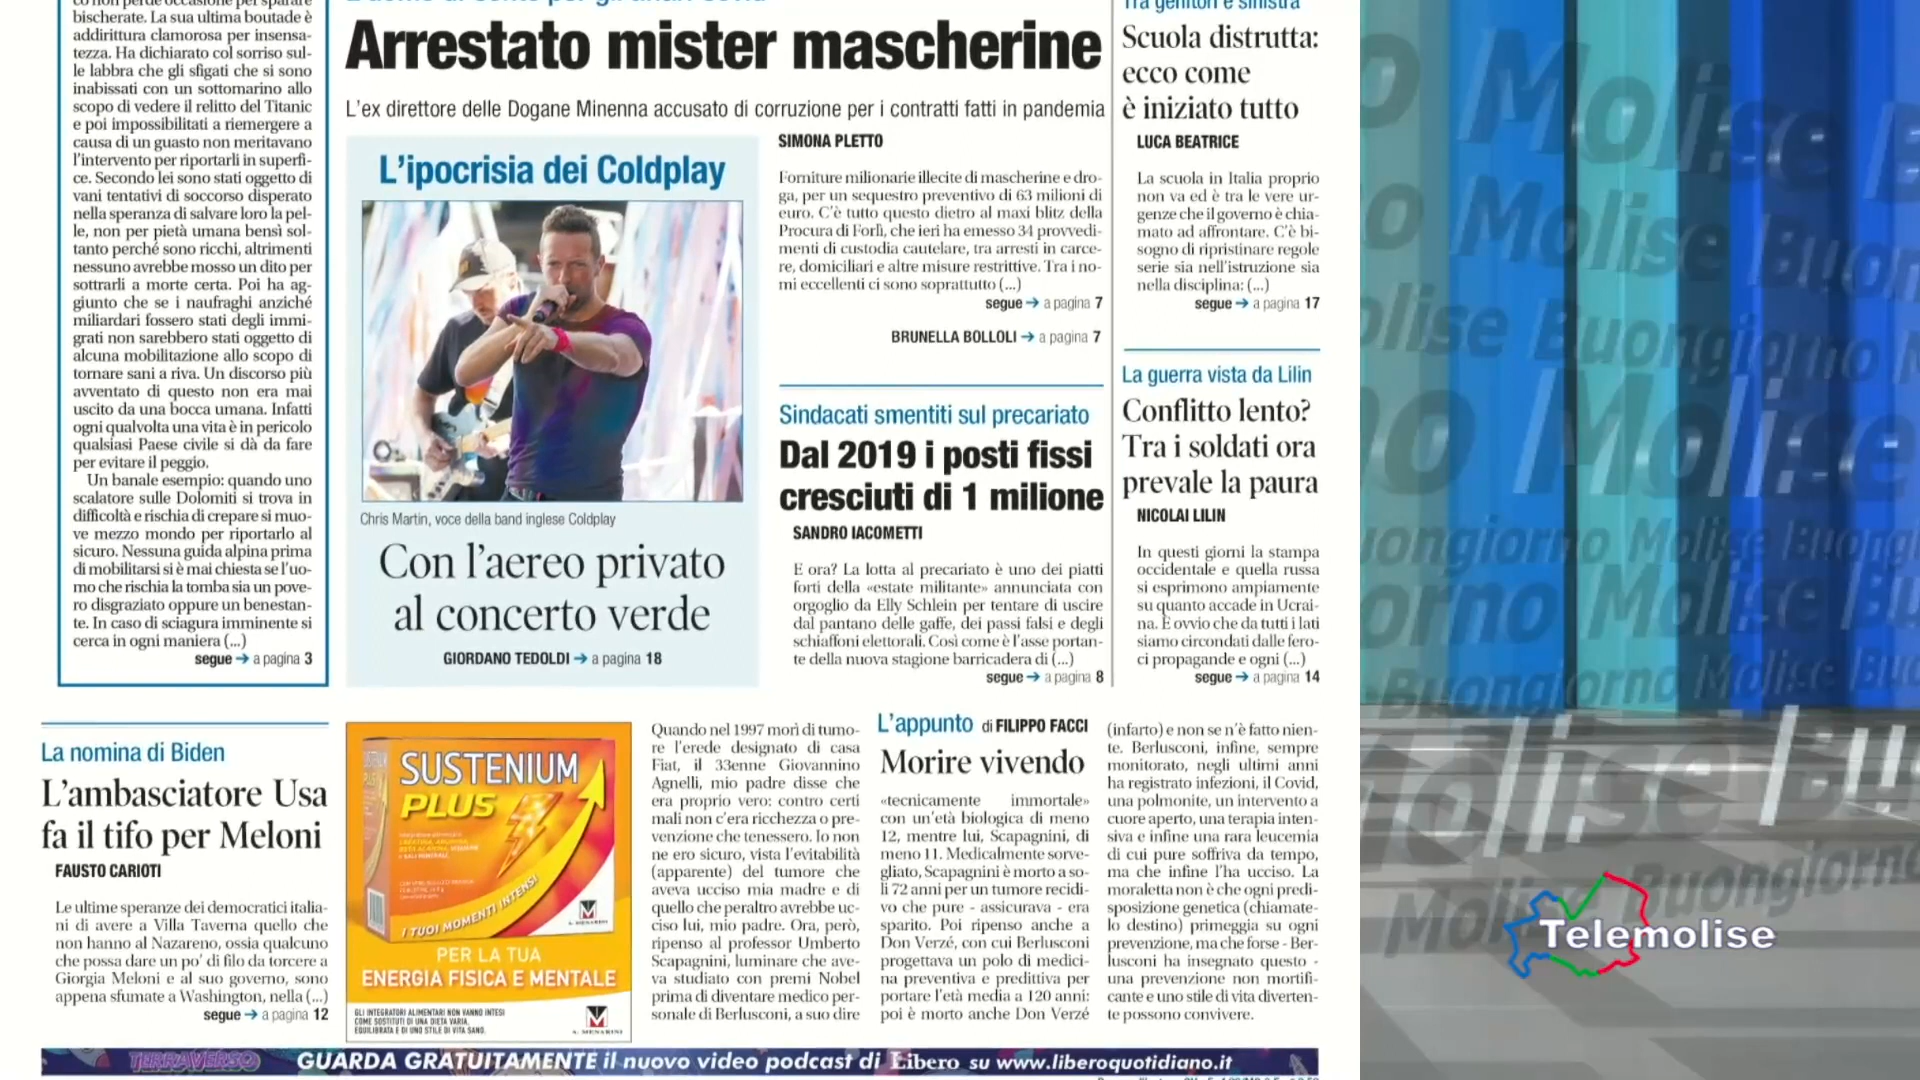 bischerate. La sua ultima boutade è
addirittura clamorosa per insensa-
tezza. Ha dichiarato col sorriso sul-
le labbra che gli sfigati che si sono
inabissati con un sottomarino allo
scopo di vedere il relitto del Titanic
e poi impossibilitati a riemergere a
causa di un guasto non meritavano
l'intervento per riportarli in superfi-
ce. Secondo lei sono stati oggetto di
vani tentativi di soccorso disperato
nella speranza di salvare loro la pel-
le, non per pietà umana bensì sol-
tanto perché sono ricchi, altrimenti
nessuno avrebbe mosso un dito per
sottrarli a morte certa. Poi ha ag-
giunto che se i naufraghi anziché
miliardari fossero stati degli immi-
grati non sarebbero stati oggetto di
alcuna mobilitazione allo scopo di
tornare sani a riva. Un discorso più
avventato di questo non era mai
uscito da una bocca umana. Infatti
ogni qualvolta una vita è in pericolo
qualsiasi Paese civile si dà da fare
per evitare il peggio.
Un banale esempio: quando uno
scalatore sulle Dolomiti si trova in
difficoltà e rischia di crepare si muo-
ve mezzo mondo per riportarlo al
sicuro. Nessuna guida alpina prima
di mobilitarsi si è mai chiesta se l'uo-
mo che rischia la tomba sia un pove-
ro disgraziato oppure un benestan-
te. In caso di sciagura imminente si
cerca in ogni maniera (...)
segue → a pagina 3
Arrestato mister mascherine
L'ex direttore delle Dogane Minenna accusato di corruzione per i contratti fatti in pandemia
L'ipocrisia dei Coldplay
Chris Martin, voce della band inglese Coldplay
Con l'aereo privato
al concerto verde
GIORDANO TEDOLDI → a pagina 18
SIMONA PLETTO
Forniture milionarie illecite di mascherine e dro-
ga, per un sequestro preventivo di 63 milioni di
euro. C'è tutto questo dietro al maxi blitz della
Procura di Forlì, che ieri ha emesso 34 provvedi-
menti di custodia cautelare, tra arresti in carce-
re, domiciliari e altre misure restrittive. Tra i no-
mi eccellenti ci sono soprattutto (...)
segue → a pagina 7
BRUNELLA BOLLOLI → a pagina 7
Sindacati smentiti sul precariato
Dal 2019 i posti fissi
cresciuti di 1 milione
SANDRO IACOMETTI
E ora? La lotta al precariato è uno dei piatti
forti della «estate militante» annunciata con
orgoglio da Elly Schlein per tentare di uscire
dal pantano delle gaffe, dei passi falsi e degli
schiaffoni elettorali. Così come è l'asse portan-
te della nuova stagione barricadera di (...)
segue → a pagina 8
Tra genitori e sinistra
Scuola distrutta:
ecco come
è iniziato tutto
LUCA BEATRICE
La scuola in Italia proprio
non va ed è tra le vere ur-
genze che il governo è chia-
mato ad affrontare. C'è bi-
sogno di ripristinare regole
serie sia nell'istruzione sia
nella disciplina: (...)
segue → a pagina 17
La guerra vista da Lilin
Conflitto lento?
Tra i soldati ora
prevale la paura
NICOLAI LILIN
In questi giorni la stampa
occidentale e quella russa
si esprimono ampiamente
su quanto accade in Ucrai-
na. È ovvio che da tutti i lati
siamo circondati dalle fero-
ci propagande e ogni (...)
segue → a pagina 14
La nomina di Biden
L'ambasciatore Usa
fa il tifo per Meloni
FAUSTO CARIOTI
Le ultime speranze dei democratici italia-
ni di avere a Villa Taverna quello che
non hanno al Nazareno, ossia qualcuno
che possa dare un po' di filo da torcere a
Giorgia Meloni e al suo governo, sono
appena sfumate a Washington, nella (...)
segue → a pagina 12
SUSTENIUM
PLUS
I TUOI MOMENTI INTENSI
A. MENARINI
PER LA TUA
ENERGIA FISICA E MENTALE
GLI INTEGRATORI ALIMENTARI NON VANNO INTESI
COME SOSTITUTI DI UNA DIETA VARIA,
EQUILIBRATA E DI UNO STILE DI VITA SANO.
A. MENARINI
L'appunto di FILIPPO FACCI
Morire vivendo
Quando nel 1997 morì di tumo-
re l'erede designato di casa
Fiat, il 33enne Giovannino
Agnelli, mio padre disse che
era proprio vero: contro certi
mali non c'era ricchezza o pre-
venzione che tenessero. Io non
ne ero sicuro, vista l'evitabilità
(apparente) del tumore che
aveva ucciso mia madre e di
quello che peraltro avrebbe uc-
ciso lui, mio padre. Ora, però,
ripenso al professor Umberto
Scapagnini, luminare che ave-
va studiato con premi Nobel
prima di diventare medico per-
sonale di Berlusconi, a suo dire
«tecnicamente immortale»
con un'età biologica di meno
12, mentre lui, Scapagnini, di
meno 11. Medicalmente sorve-
gliato, Scapagnini è morto a so-
li 72 anni per un tumore recidi-
vo che pure - assicurava - era
sparito. Poi ripenso anche a
Don Verzé, con cui Berlusconi
progettava un polo di medici-
na preventiva e predittiva per
portare l'età media a 120 anni:
poi è morto anche Don Verzé
(infarto) e non se n'è fatto nien-
te. Berlusconi, infine, sempre
monitorato, negli ultimi anni
ha registrato infezioni, il Covid,
una polmonite, un intervento a
cuore aperto, una terapia inten-
siva e infine una rara leucemia
di cui pure soffriva da tempo,
ma che infine l'ha ucciso. La
moraletta non è che ogni predi-
sposizione genetica (chiamate-
lo destino) primeggia su ogni
prevenzione, ma che forse - Ber-
lusconi ha insegnato questo -
una prevenzione non mortifi-
cante e uno stile di vita diverten-
te possono convivere.
TERRAVERSO GUARDA GRATUITAMENTE il nuovo video podcast di Libero su www.liberoquotidiano.it
Buongiorno Molise
Telemolise